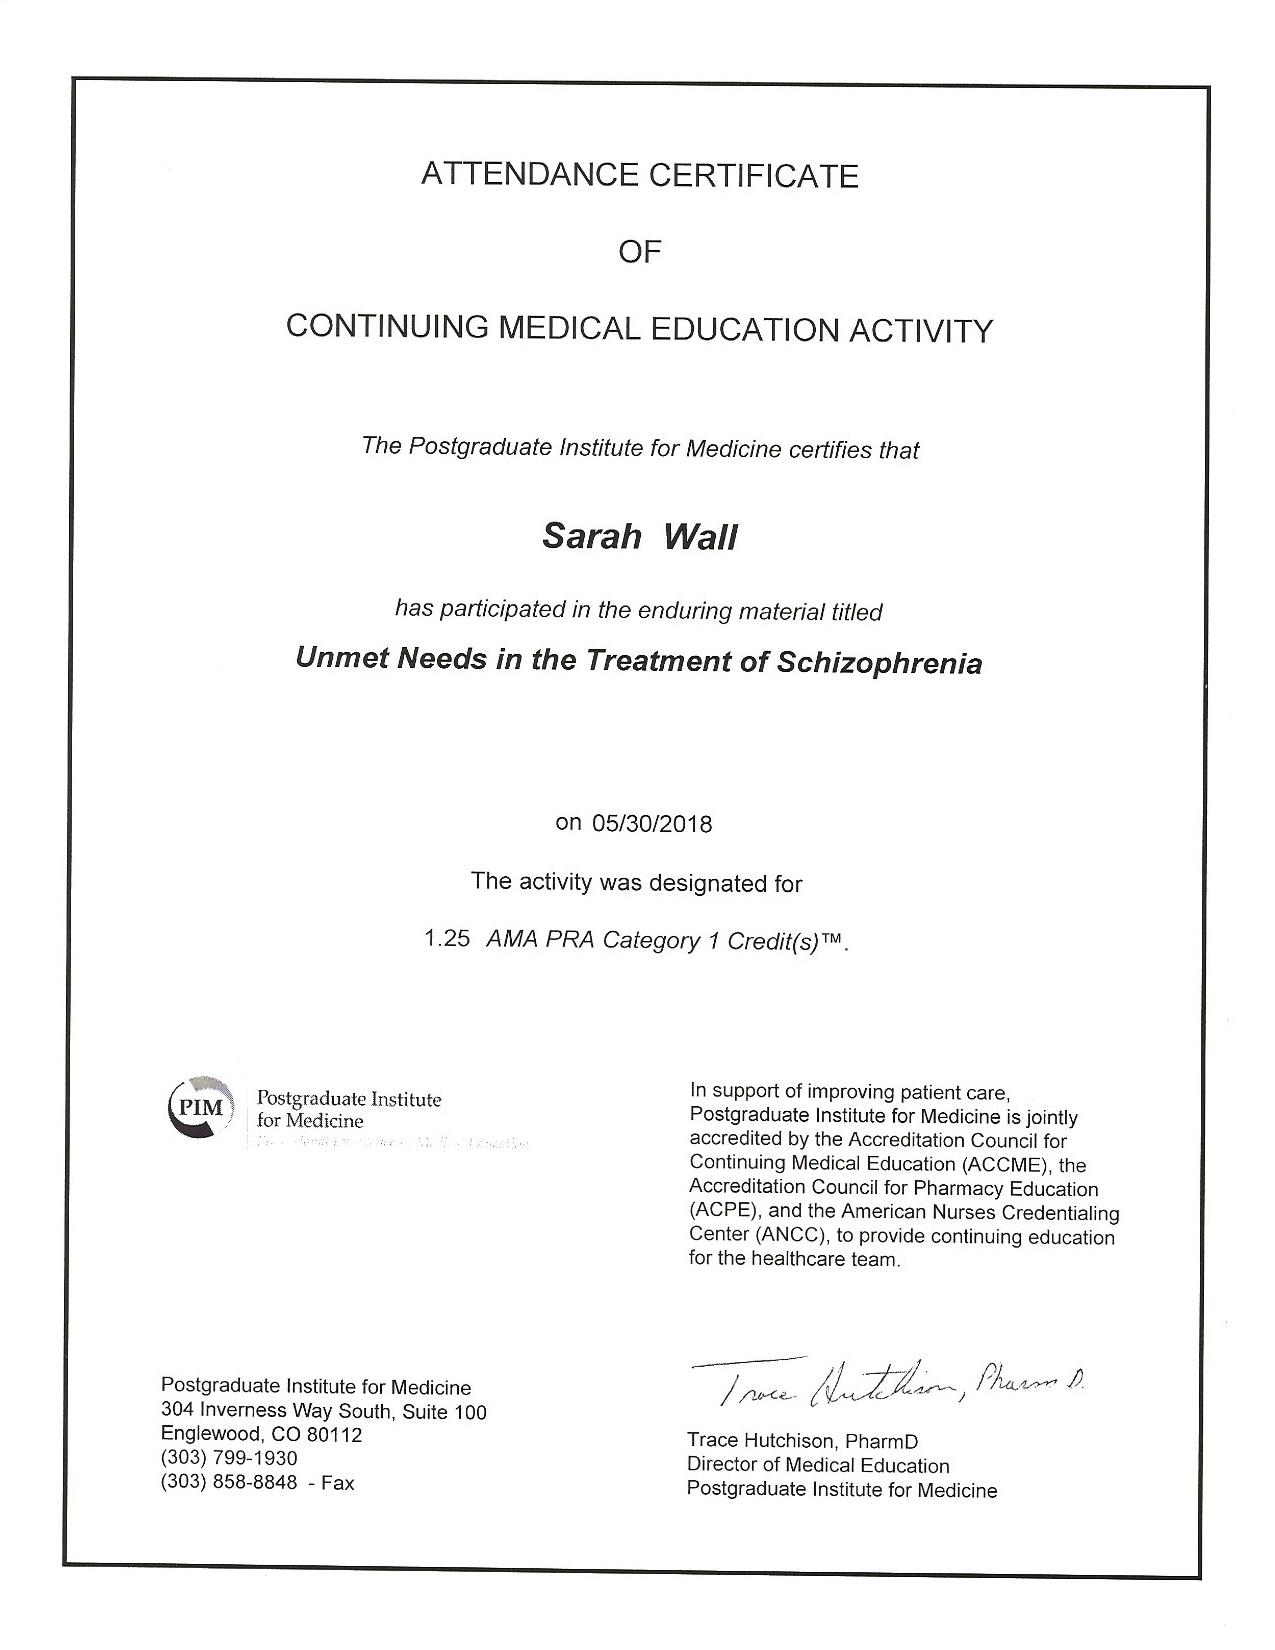 ATTENDANCE CERTIFICATE
OF
CONTINUING MEDICAL EDUCATION ACTIVITY
The Postgraduate Institute for Medicine certifies that
Sarah Wall
has participated in the enduring material titled
Unmet Needs in the Treatment of Schizophrenia
on 05/30/2018
The activity was designated for
1.25 AMA PRA Category 1 Credit(s)™.
PIM
Postgraduate Institute
for Medicine
In support of improving patient care,
Postgraduate Institute for Medicine is jointly
accredited by the Accreditation Council for
Continuing Medical Education (ACCME), the
Accreditation Council for Pharmacy Education
(ACPE), and the American Nurses Credentialing
Center (ANCC), to provide continuing education
for the healthcare team.
Postgraduate Institute for Medicine
304 Inverness Way South, Suite 100
Englewood, CO 80112
(303) 799-1930
(303) 858-8848 - Fax
Trace Hutchison, Pharm D.
Trace Hutchison, PharmD
Director of Medical Education
Postgraduate Institute for Medicine